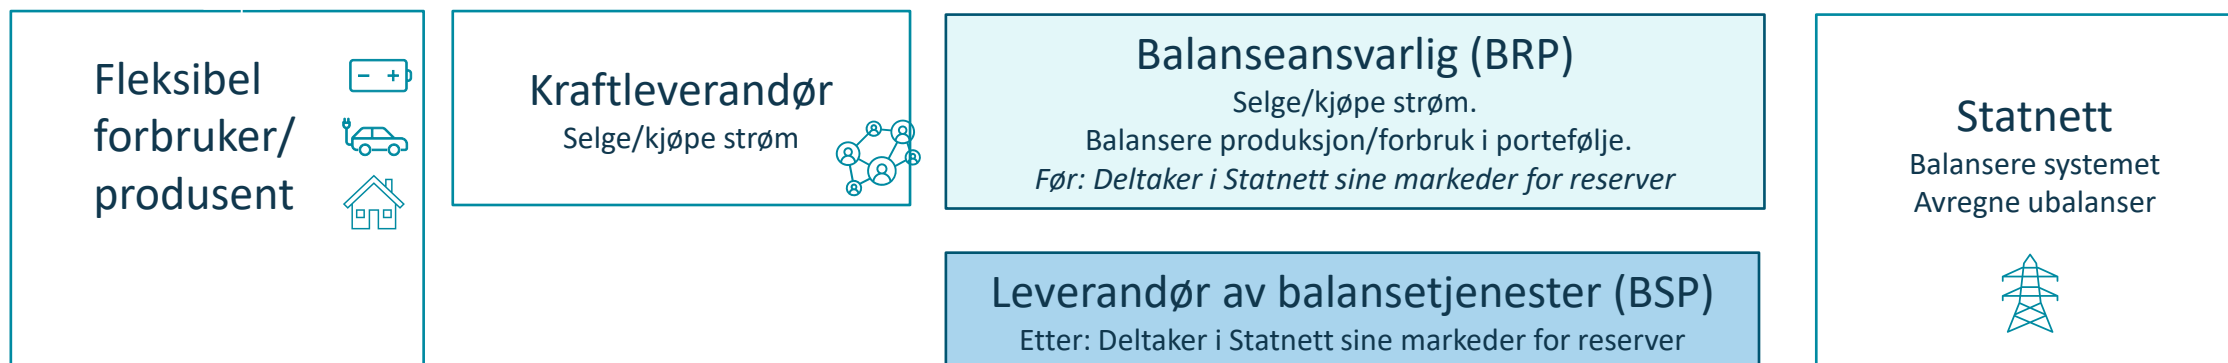 Fleksibel
forbruker/
produsent
Kraftleverandør
Selge/kjøpe strøm
Balanseansvarlig (BRP)
Selge/kjøpe strøm.
Balansere produksjon/forbruk i portefølje.
Før: Deltaker i Statnett sine markeder for reserver
Leverandør av balansetjenester (BSP)
Etter: Deltaker i Statnett sine markeder for reserver
Statnett
Balansere systemet
Avregne ubalanser